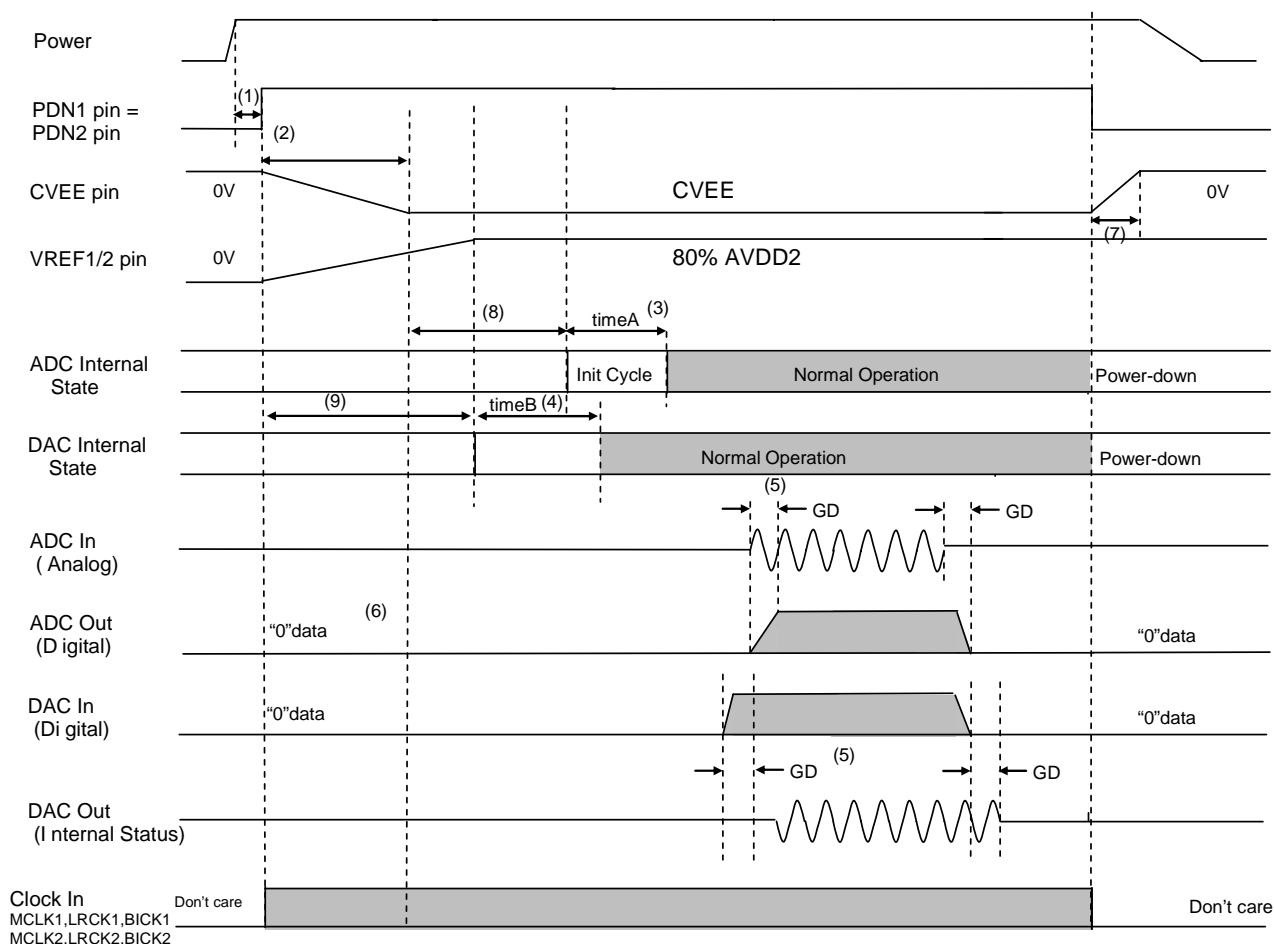 Power
(1)
PDN1 pin =
PDN2 pin
(2)
CVEE pin
0V
CVEE
0V
(7)
VREF1/2 pin
0V
80% AVDD2
(8)
timeA
(3)
ADC Internal
State
Init Cycle
Normal Operation
Power-down
(9)
timeB
(4)
DAC Internal
State
Normal Operation
Power-down
(5)
GD
GD
ADC In
( Analog)
(6)
ADC Out
(D igital)
“0”data
“0”data
DAC In
(Di gital)
“0”data
“0”data
(5)
GD
GD
DAC Out
(I nternal Status)
Clock In
Don’t care
Don’t care
MCLK1,LRCK1,BICK1
MCLK2,LRCK2,BICK2